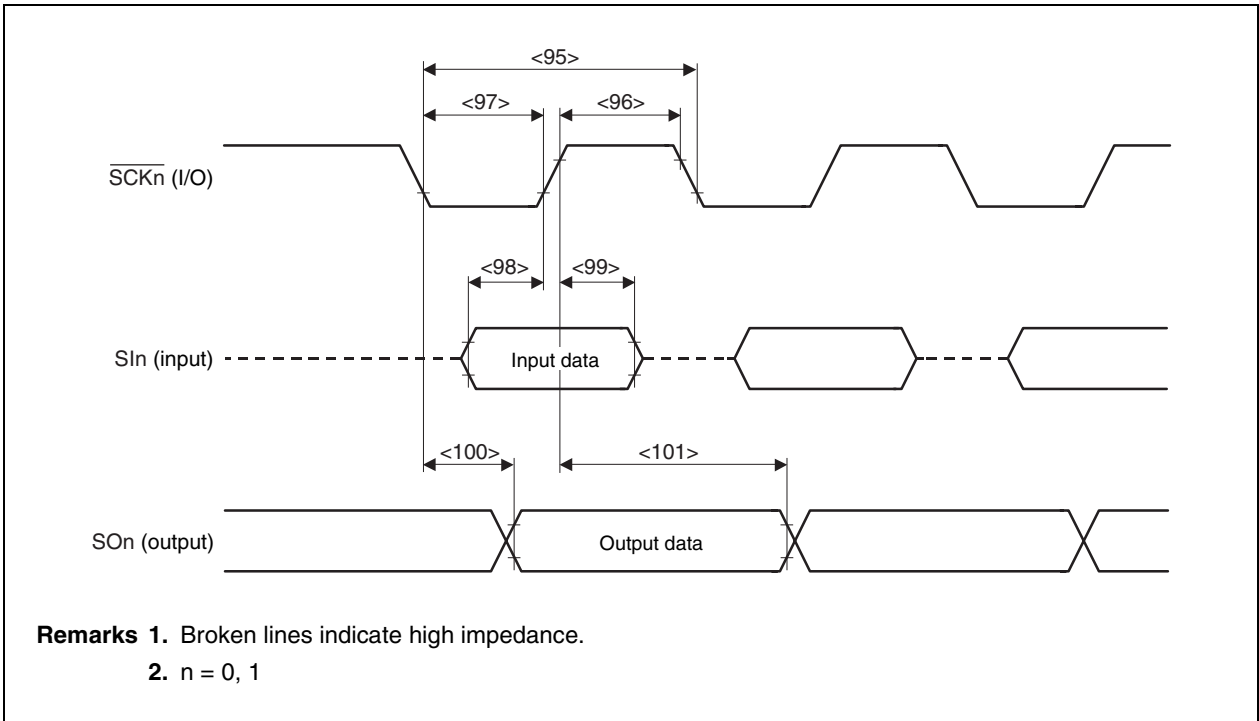 <95>
<97> <96>
SCKn (I/O)
<98> <99>
SIn (input) Input data
<100> <101>
SOn (output) Output data
Remarks 1. Broken lines indicate high impedance.
2. n = 0, 1